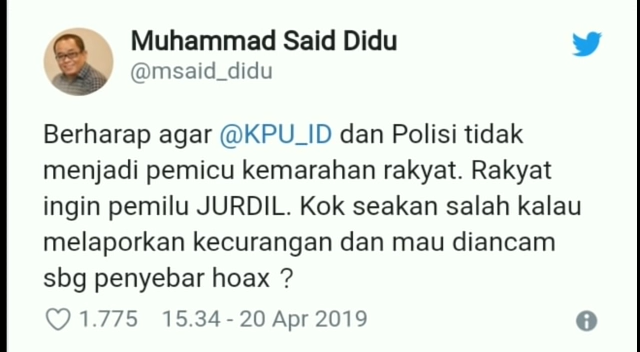 Muhammad Said Didu
@msaid_didu
Berharap agar @KPU_ID dan Polisi tidak
menjadi pemicu kemarahan rakyat. Rakyat
ingin pemilu JURDIL. Kok seakan salah kalau
melaporkan kecurangan dan mau diancam
sbg penyebar hoax ?
1.775 15.34 - 20 Apr 2019